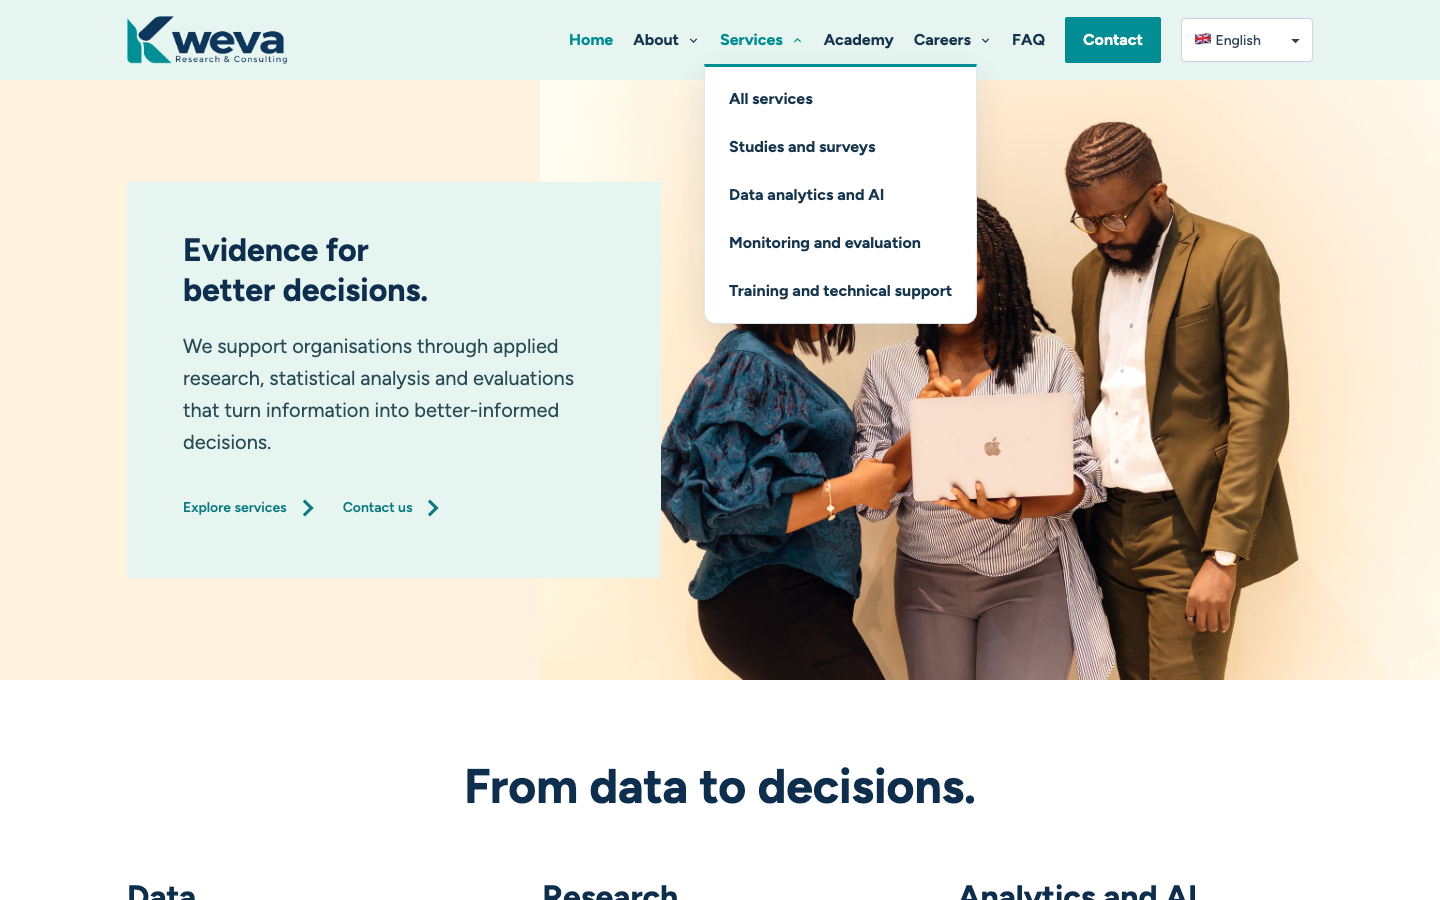 Kweva
Research & Consulting
Home
About
Services
Academy
Careers
FAQ
Contact
English
All services
Studies and surveys
Data analytics and AI
Monitoring and evaluation
Training and technical support
Evidence for
better decisions.
We support organisations through applied
research, statistical analysis and evaluations
that turn information into better-informed
decisions.
Explore services
Contact us
From data to decisions.
Data
Research
Analytics and AI